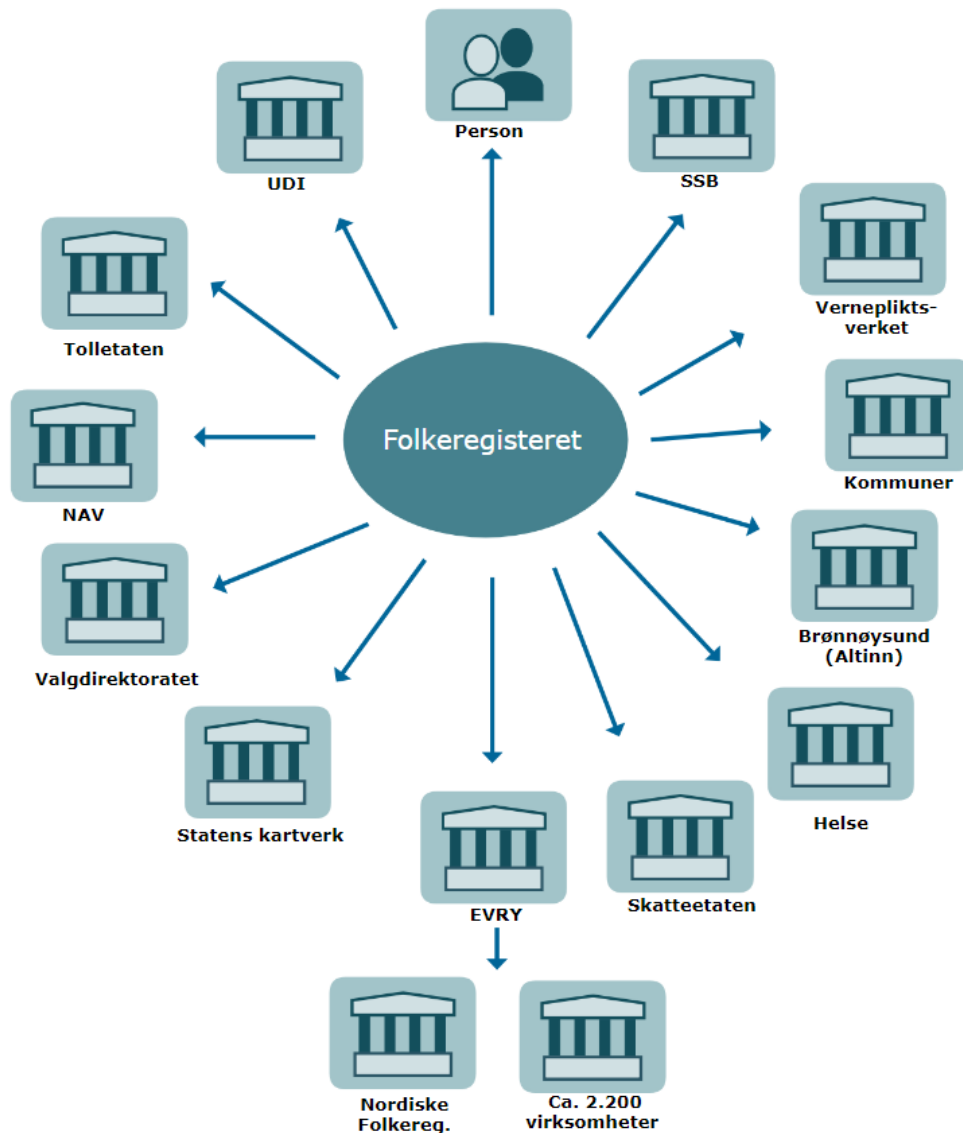 Person
UDI
SSB
Verneplikts-
verket
Tolletaten
Folkeregisteret
Kommuner
NAV
Brønnøysund
(Altinn)
Valgdirektoratet
Statens kartverk
Helse
EVRY
Skatteetaten
Nordiske
Folkereg.
Ca. 2.200
virksomheter